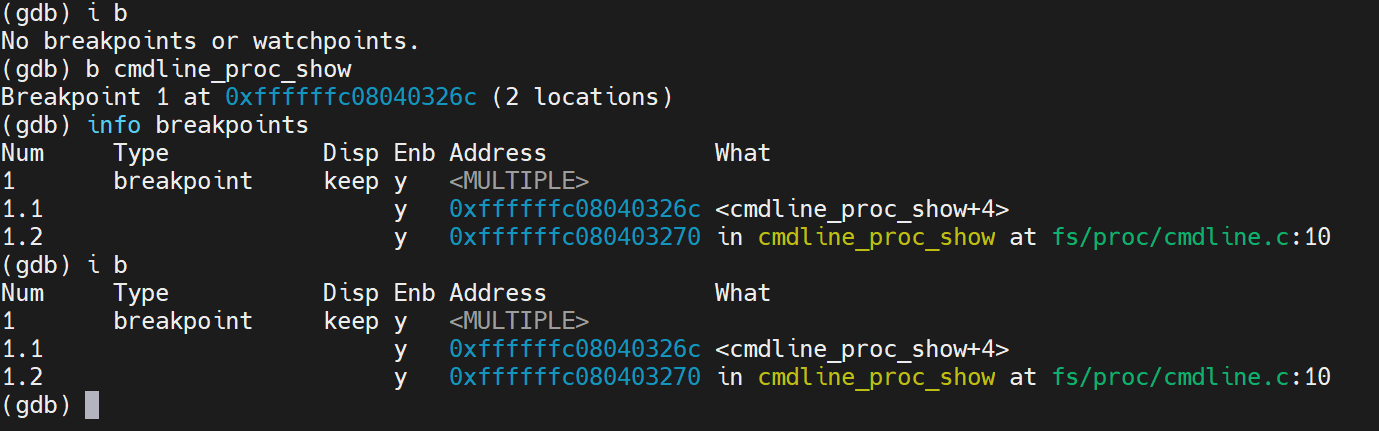 (gdb) i b
No breakpoints or watchpoints.
(gdb) b cmdline_proc_show
Breakpoint 1 at 0xffffffc08040326c (2 locations)
(gdb) info breakpoints
Num     Type           Disp Enb Address            What
1       breakpoint     keep y   <MULTIPLE>
1.1                         y   0xffffffc08040326c <cmdline_proc_show+4>
1.2                         y   0xffffffc080403270 in cmdline_proc_show at fs/proc/cmdline.c:10
(gdb) i b
Num     Type           Disp Enb Address            What
1       breakpoint     keep y   <MULTIPLE>
1.1                         y   0xffffffc08040326c <cmdline_proc_show+4>
1.2                         y   0xffffffc080403270 in cmdline_proc_show at fs/proc/cmdline.c:10
(gdb)